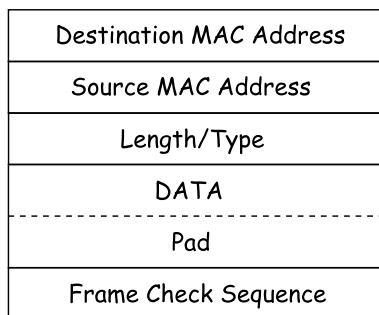 Destination MAC Address
Source MAC Address
Length/Type
DATA
Pad
Frame Check Sequence